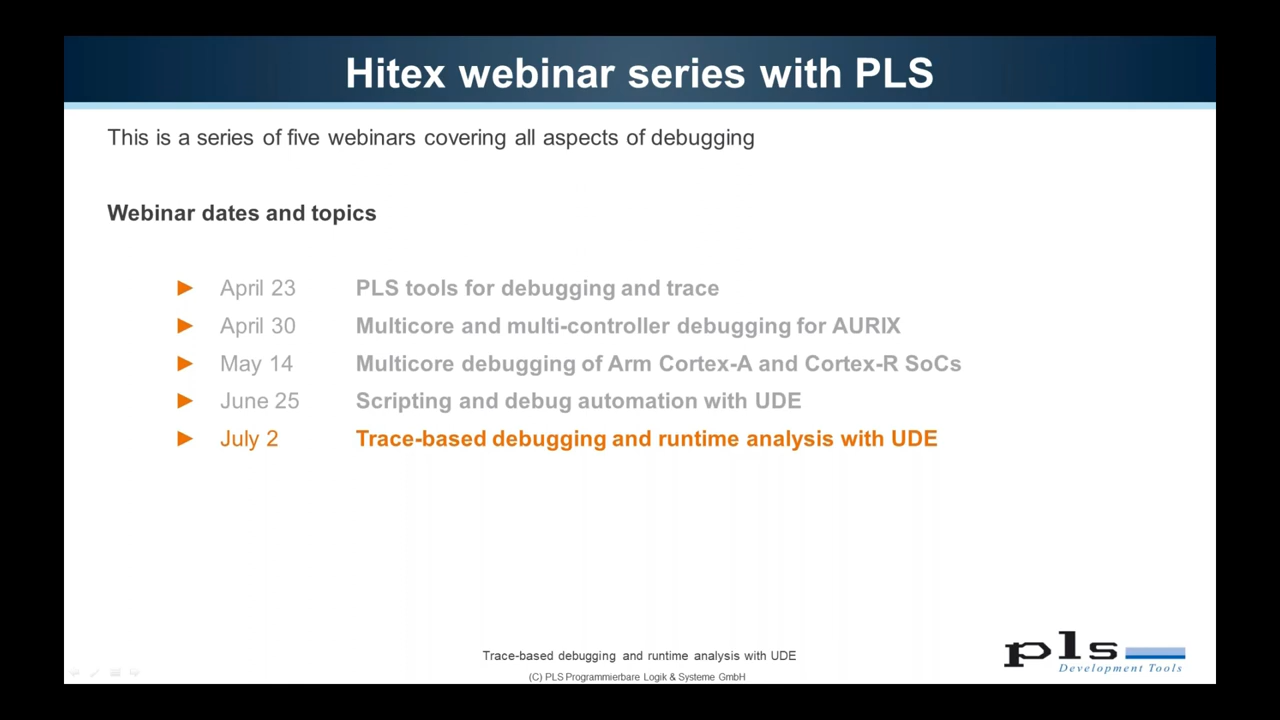 Hitex webinar series with PLS
This is a series of five webinars covering all aspects of debugging
Webinar dates and topics
► April 23 PLS tools for debugging and trace
► April 30 Multicore and multi-controller debugging for AURIX
► May 14 Multicore debugging of Arm Cortex-A and Cortex-R SoCs
► June 25 Scripting and debug automation with UDE
► July 2 Trace-based debugging and runtime analysis with UDE
Trace-based debugging and runtime analysis with UDE
(C) PLS Programmierbare Logik & Systeme GmbH
pls
Development Tools